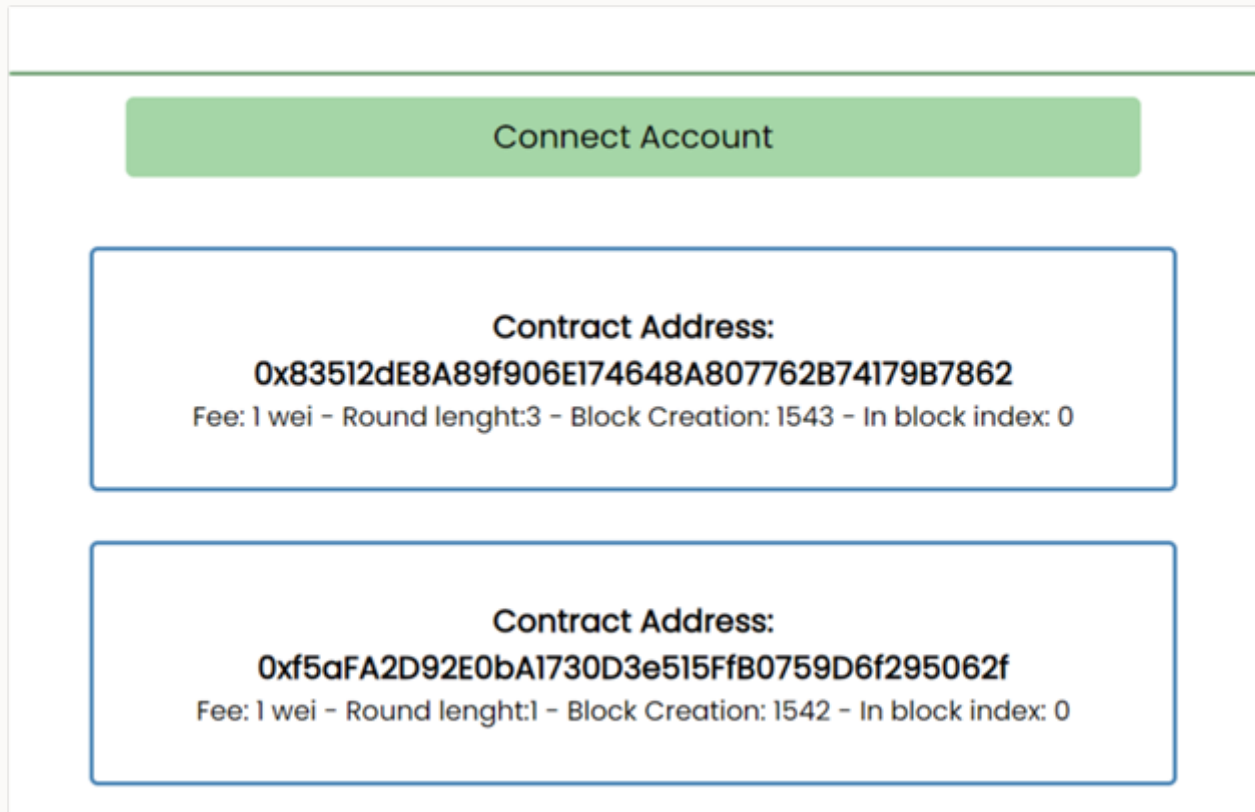 Connect Account
Contract Address:
0x83512dE8A89f906E174648A807762B74179B7862
Fee: 1 wei - Round lenght:3 - Block Creation: 1543 - In block index: 0
Contract Address:
0xf5aFA2D92E0bA1730D3e515FfB0759D6f295062f
Fee: 1 wei - Round lenght:1 - Block Creation: 1542 - In block index: 0